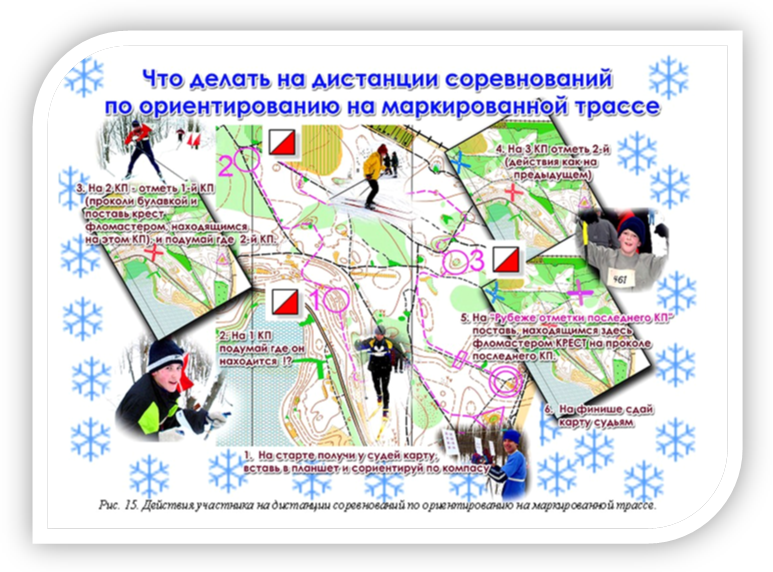 Что делать на дистанции соревнований
по ориентированию на маркированной трассе
4. На 3 КП отметь 2-й
(действия как на
предыдущем)
2
3. На 2 КП - отметь 1-й КП
(проколи булавкой и
поставь крест
фломастером, находящимся
на этом КП), и подумай где 2-й КП.
3
461
1
5. На "Рубеже отметки последнего КП"
поставь, находящимся здесь,
фломастером КРЕСТ на проколе
последнего КП.
2. На 1 КП
подумай где он
находится !?
6. На финише сдай
карту судьям
1. На старте получи у судей карту,
вставь в планшет и сориентируй по компасу
Рис. 15. Действия участника на дистанции соревнований по ориентированию на маркированной трассе.